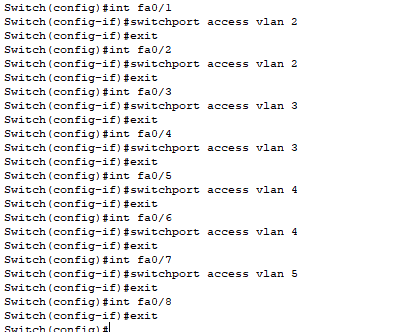 Switch(config)#int fa0/1
Switch(config-if)#switchport access vlan 2
Switch(config-if)#exit
Switch(config)#int fa0/2
Switch(config-if)#switchport access vlan 2
Switch(config-if)#exit
Switch(config)#int fa0/3
Switch(config-if)#switchport access vlan 3
Switch(config-if)#exit
Switch(config)#int fa0/4
Switch(config-if)#switchport access vlan 3
Switch(config-if)#exit
Switch(config)#int fa0/5
Switch(config-if)#switchport access vlan 4
Switch(config-if)#exit
Switch(config)#int fa0/6
Switch(config-if)#switchport access vlan 4
Switch(config-if)#exit
Switch(config)#int fa0/7
Switch(config-if)#switchport access vlan 5
Switch(config-if)#exit
Switch(config)#int fa0/8
Switch(config-if)#exit
Switch(config)#